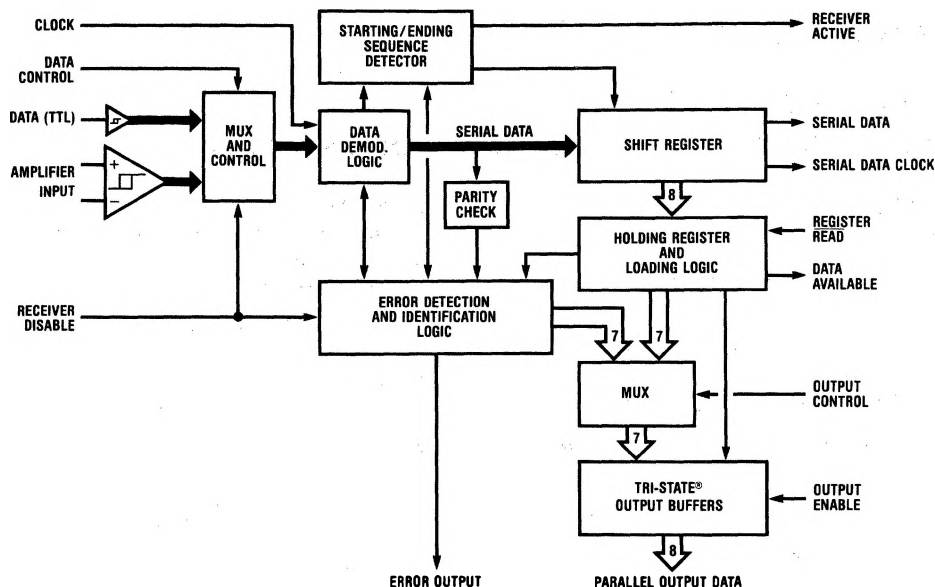 CLOCK
DATA
CONTROL
DATA (TTL)
AMPLIFIER
INPUT
+
−
RECEIVER
DISABLE
MUX
AND
CONTROL
STARTING/ENDING
SEQUENCE
DETECTOR
DATA
DEMOD.
LOGIC
SERIAL DATA
PARITY
CHECK
ERROR DETECTION
AND IDENTIFICATION
LOGIC
ERROR OUTPUT
RECEIVER
ACTIVE
SHIFT REGISTER
SERIAL DATA
SERIAL DATA CLOCK
8
HOLDING REGISTER
AND
LOADING LOGIC
REGISTER
READ
DATA
AVAILABLE
7
7
MUX
OUTPUT
CONTROL
7
TRI-STATE®
OUTPUT BUFFERS
OUTPUT
ENABLE
8
PARALLEL OUTPUT DATA